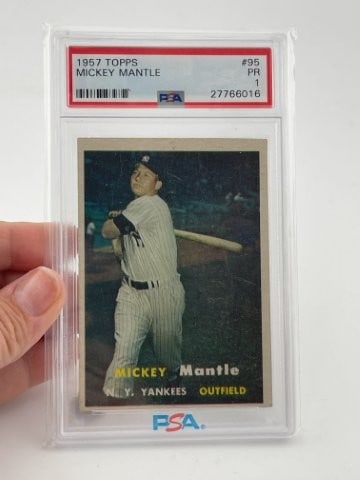 1957 TOPPS #95
MICKEY MANTLE PR
1
PSA 27766016
MICKEY Mantle
N. Y. YANKEES OUTFIELD
PSA